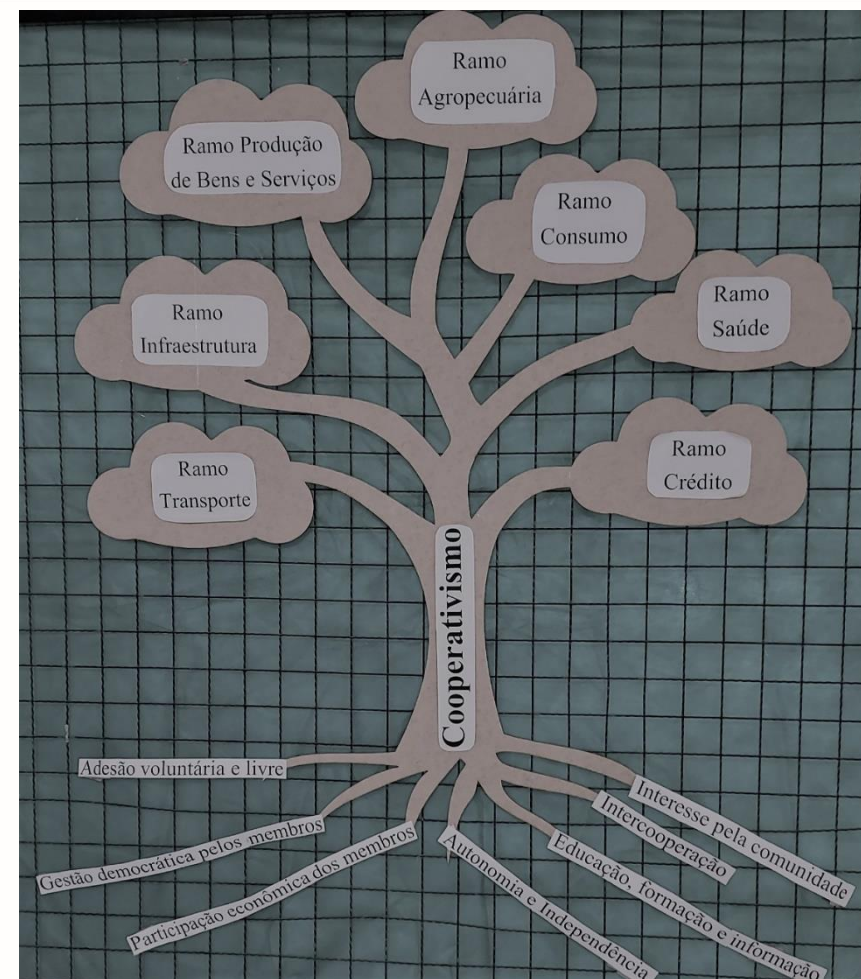 Ramo
Agropecuária
Ramo Produção
de Bens e Serviços
Ramo
Consumo
Ramo
Infraestrutura
Ramo
Saúde
Ramo
Transporte
Ramo
Crédito
Cooperativismo
Adesão voluntária e livre
Gestão democrática pelos membros
Participação econômica dos membros
Autonomia e Independência
Educação, formação e informação
Intercooperação
Interesse pela comunidade